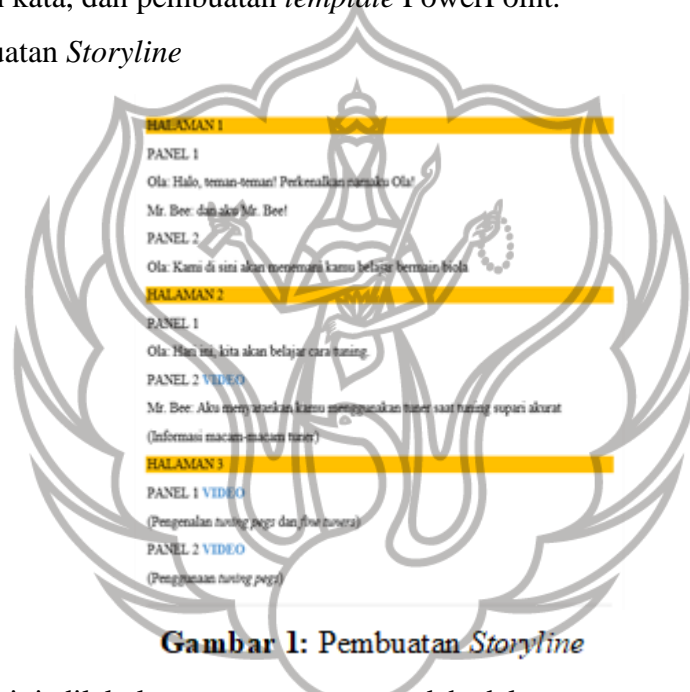 kata, dan pembuatan template PowerPoint.
uatan Storyline
HALAMAN 1
PANEL 1
Ola: Halo, teman-teman! Perkenalkan namaku Ola!
Mr. Bee: dan aku Mr. Bee!
PANEL 2
Ola: Kami di sini akan menemani kamu belajar bermain biola
HALAMAN 2
PANEL 1
Ola: Hari ini, kita akan belajar cara tuning.
PANEL 2 VIDEO
Mr. Bee: Aku menyarankan kamu menggunakan tuner saat tuning supari akurat
(Informasi macam-macam tuner)
HALAMAN 3
PANEL 1 VIDEO
(Pengenalan tuning pegs dan fine tuners)
PANEL 2 VIDEO
(Penggunaan tuning pegs)
Gambar 1: Pembuatan Storyline